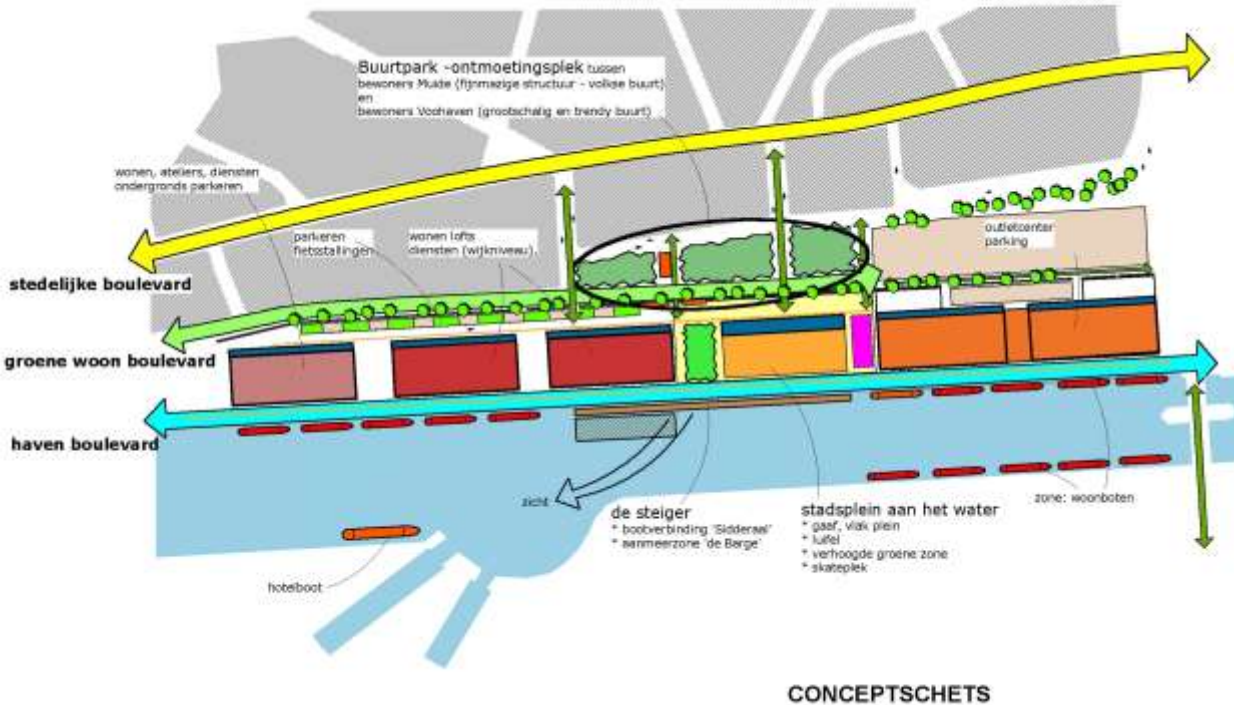 Buurtpark -ontmoetingsplek tussen
bewoners Muide (fijnmazige structuur - volkse buurt)
en
bewoners Voohaven (grootschalig en trendy buurt)
wonen, ateliers, diensten
ondergronds parkeren
parkeren
fietsstallingen
wonen lofts
diensten (wijkniveau)
outletcenter
parking
stedelijke boulevard
groene woon boulevard
haven boulevard
zicht
de steiger
* bootverbinding 'Sidderaal'
* aanmeerzone 'de Barge'
stadsplein aan het water
* gaaf, vlak plein
* luifel
* verhoogde groene zone
* skateplek
zone: woonboten
hotelboot
CONCEPTSCHETS